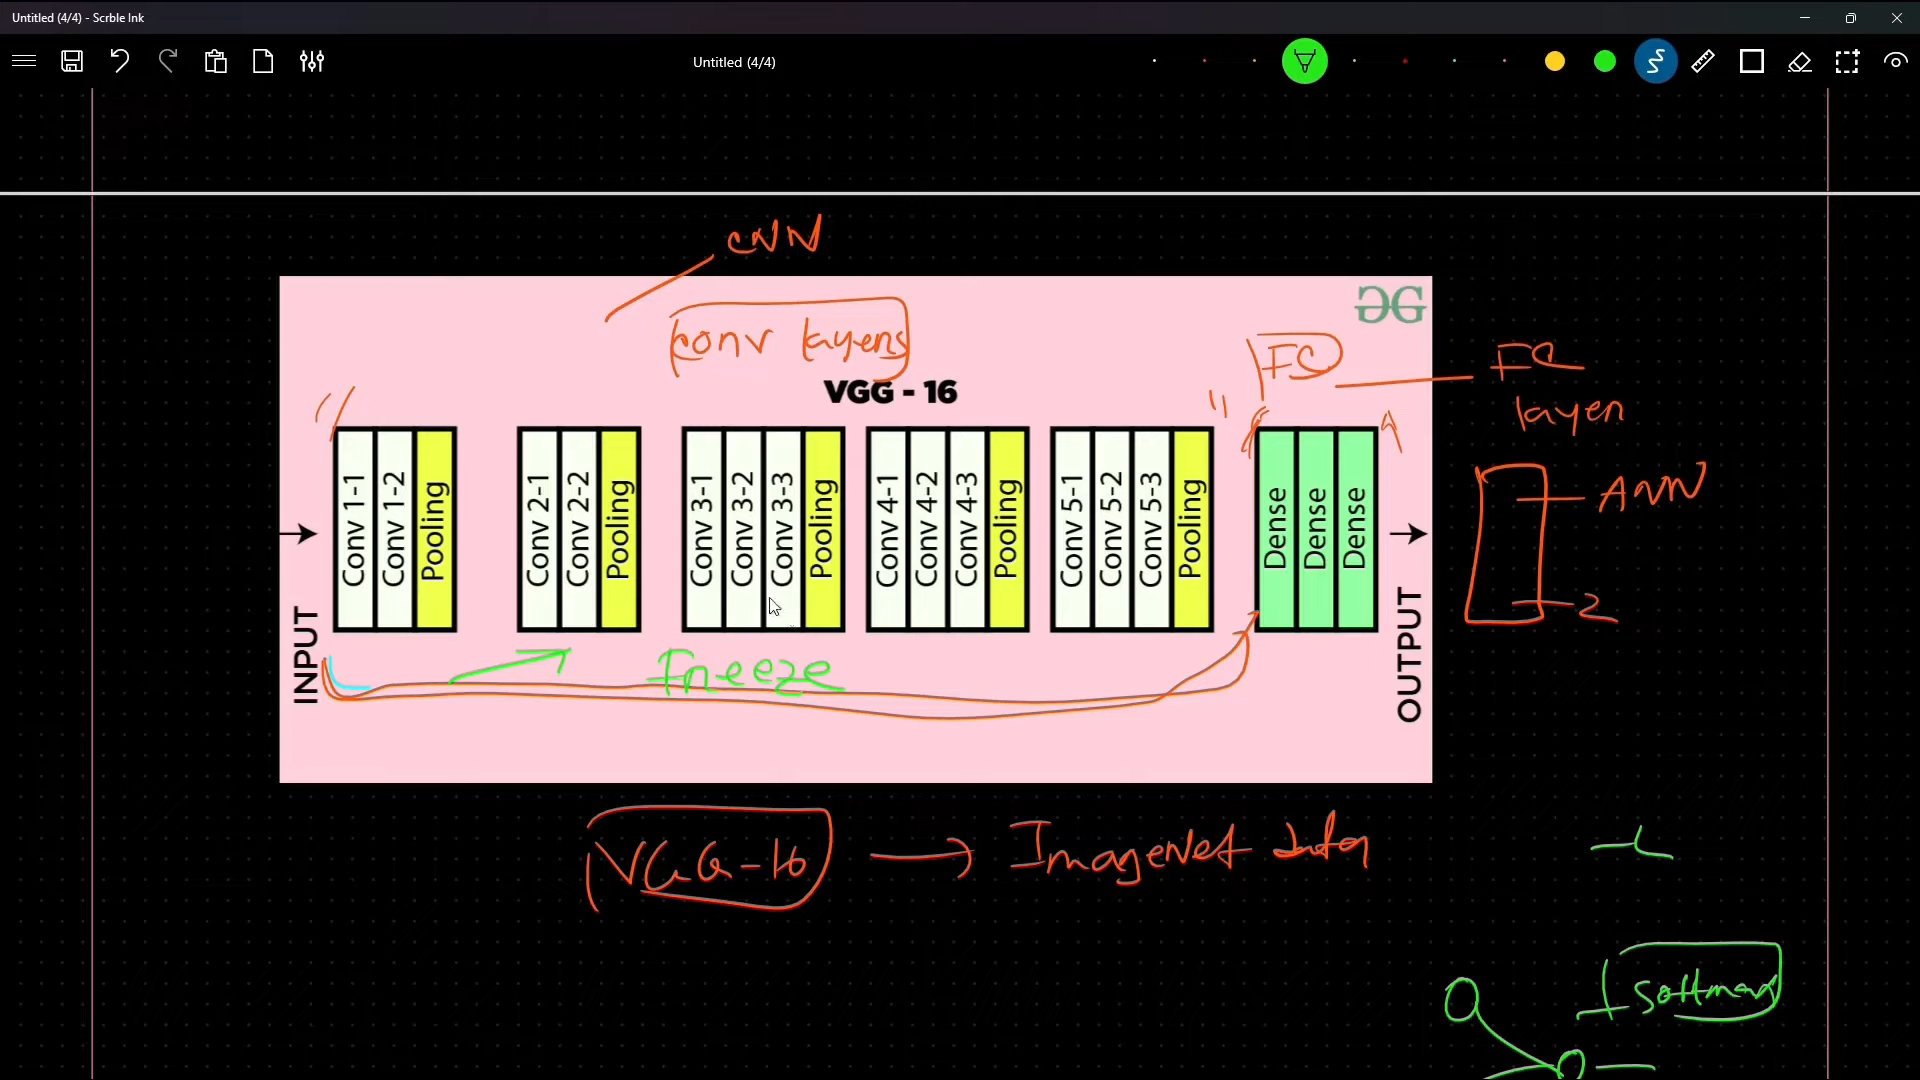 Untitled (4/4) - Scrble Ink
Untitled (4/4)
CNN
conv layers
FC
FC
layer
VGG - 16
Conv 1-1
Conv 1-2
Pooling
Conv 2-1
Conv 2-2
Pooling
Conv 3-1
Conv 3-2
Conv 3-3
Pooling
Conv 4-1
Conv 4-2
Conv 4-3
Pooling
Conv 5-1
Conv 5-2
Conv 5-3
Pooling
Dense
Dense
Dense
ANN
2
INPUT
OUTPUT
Freeze
VGG-16 → ImageNet data
softmax